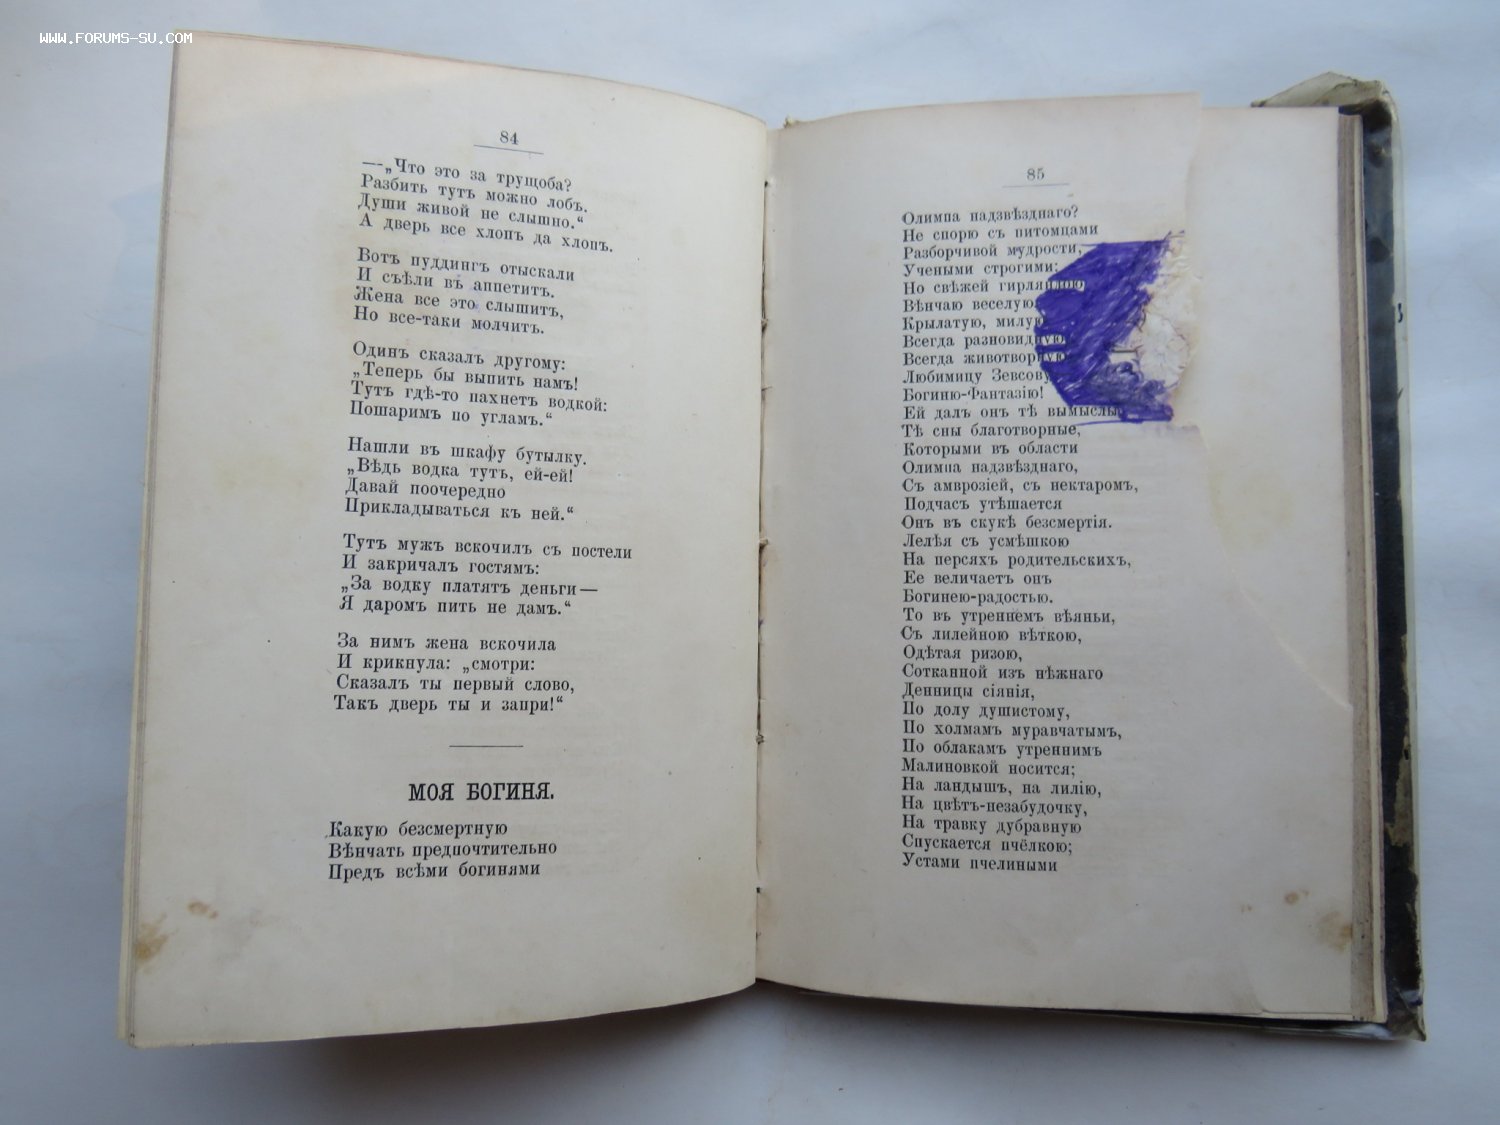 WWW.FORUMS-SU.COM
84
—„Что это за трущоба?
Разбить тутъ можно лобъ.
Души живой не слышно.“
А дверь все хлопъ да хлопъ.
Вотъ пуддингъ отыскали
И съѣли въ аппетитъ.
Жена все это слышитъ,
Но все-таки молчитъ.
Одинъ сказалъ другому:
„Теперь бы выпить намъ!
Тутъ гдѣ-то пахнетъ водкой:
Пошаримъ по угламъ.“
Нашли въ шкафу бутылку.
„Вѣдь водка тутъ, ей-ей!
Давай поочередно
Прикладываться къ ней.“
Тутъ мужъ вскочилъ съ постели
И закричалъ гостямъ:
„За водку платятъ деньги—
Я даромъ пить не дамъ.“
За нимъ жена вскочила
И крикнула: „смотри:
Сказалъ ты первый слово,
Такъ дверь ты и запри!“
МОЯ БОГИНЯ.
Какую безсмертную
Вѣнчать предпочтительно
Предъ всѣми богинями
85
Олимпа надзвѣзднаго?
Не спорю съ питомцами
Разборчивой мудрости,
Учеными строгими;
Но свѣжей гирляндою
Вѣнчаю веселую,
Крылатую, милую,
Всегда разновидную,
Всегда животворную,
Любимицу Зевсову,
Богиню-Фантазію!
Ей далъ онъ тѣ вымыслы,
Тѣ сны благотворные,
Которыми въ области
Олимпа надзвѣзднаго,
Съ амврозіей, съ нектаромъ,
Подчасъ утѣшается
Онъ въ скукѣ безсмертія.
Лелѣя съ усмѣшкою
На персяхъ родительскихъ,
Ее величаетъ онъ
Богинею-радостью.
То въ утреннемъ вѣяньи,
Съ лилейною вѣткою,
Одѣтая ризою,
Сотканной изъ нѣжнаго
Денницы сіянія,
По долу душистому,
По холмамъ муравчатымъ,
По облакамъ утреннимъ
Малиновкой носится;
На ландышъ, на лилію,
На цвѣтъ-незабудочку,
На травку дубравную
Спускается пчёлкою;
Устами пчелиными